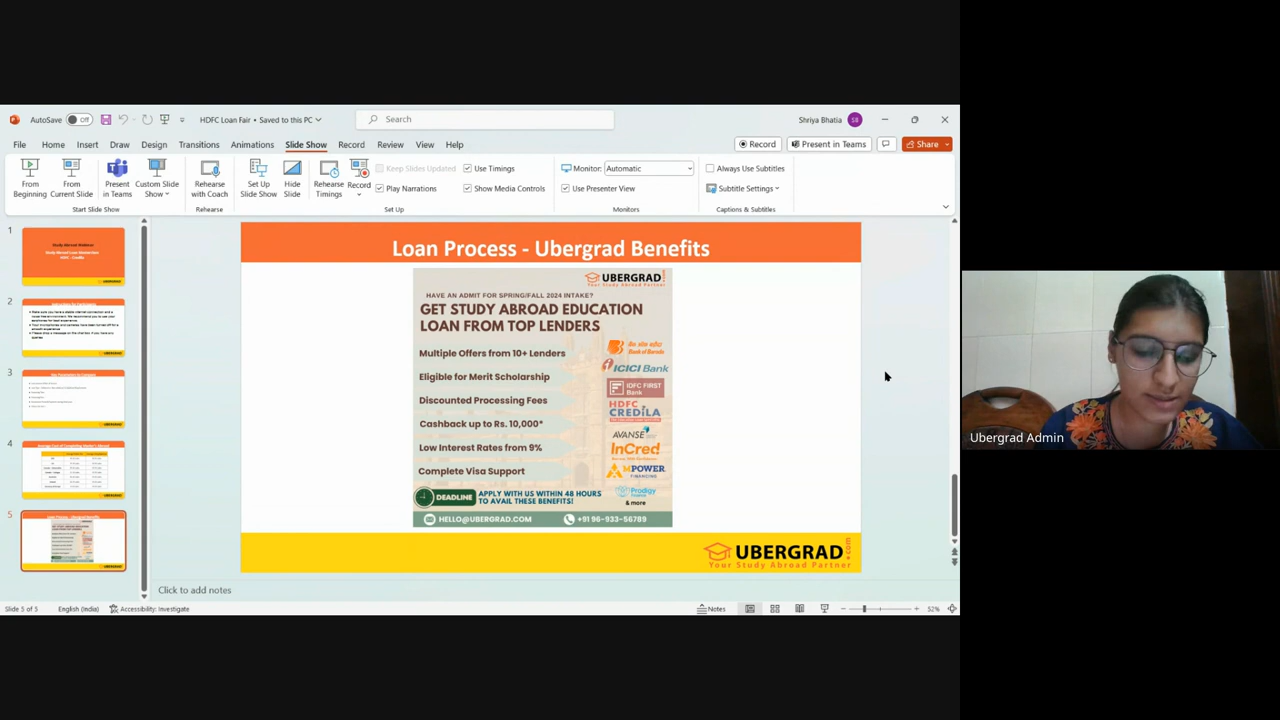 AutoSave Off
HDFC Loan Fair • Saved to this PC
Search
Shriya Bhatia SB
File Home Insert Draw Design Transitions Animations Slide Show Record Review View Help
Record Present in Teams Share
From Beginning
From Current Slide
Present in Teams
Custom Slide Show
Rehearse with Coach
Set Up Slide Show
Hide Slide
Rehearse Timings
Record
Keep Slides Updated
Play Narrations
Use Timings
Show Media Controls
Monitor: Automatic
Use Presenter View
Always Use Subtitles
Subtitle Settings
Start Slide Show
Rehearse
Set Up
Monitors
Captions & Subtitles
1
2
3
4
5
Loan Process - Ubergrad Benefits
UBERGRAD.com
Your Study Abroad Partner
HAVE AN ADMIT FOR SPRING/FALL 2024 INTAKE?
GET STUDY ABROAD EDUCATION
LOAN FROM TOP LENDERS
Multiple Offers from 10+ Lenders
Eligible for Merit Scholarship
Discounted Processing Fees
Cashback up to Rs. 10,000*
Low Interest Rates from 9%
Complete Visa Support
Bank of Baroda
ICICI Bank
IDFC FIRST
Bank
HDFC
CREDILA
AVANSE
InCred
MPOWER
FINANCING
Prodigy
& more
DEADLINE
APPLY WITH US WITHIN 48 HOURS
TO AVAIL THESE BENEFITS!
HELLO@UBERGRAD.COM
+91 96-933-56789
UBERGRAD.com
Your Study Abroad Partner
Click to add notes
Slide 5 of 5
English (India)
Accessibility: Investigate
Notes
52%
Ubergrad Admin